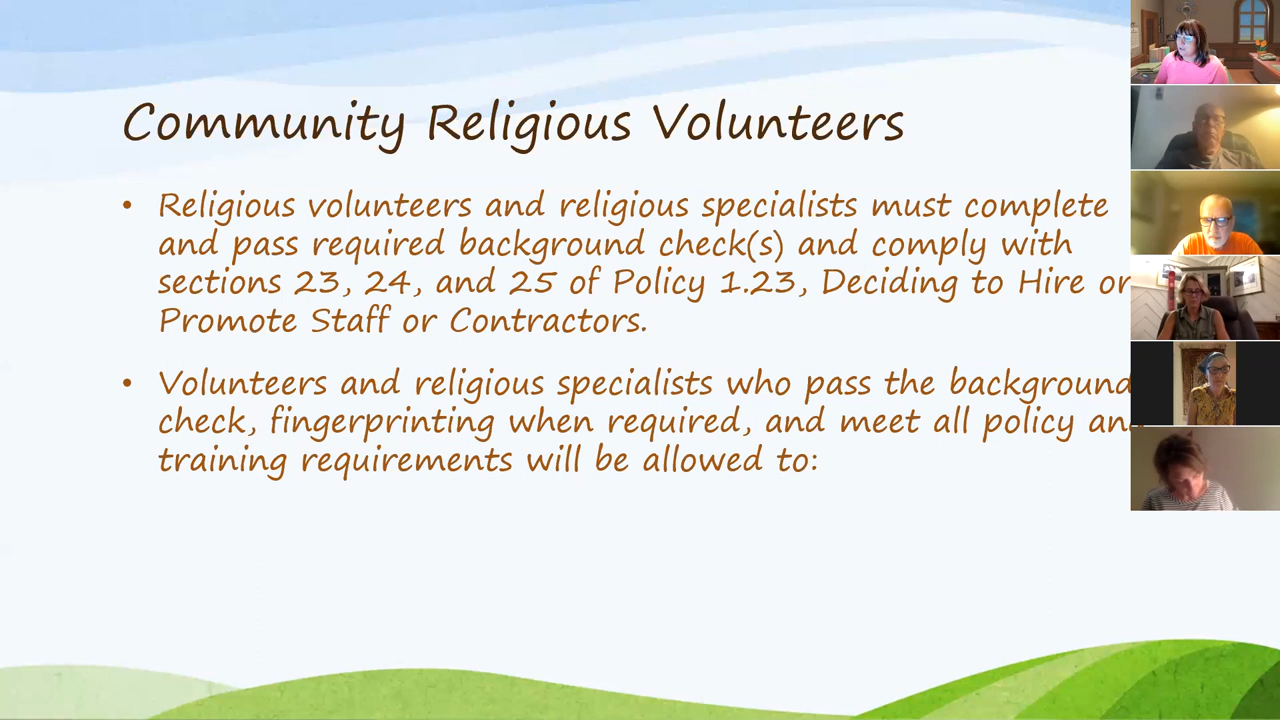 Community Religious Volunteers
• Religious volunteers and religious specialists must complete
and pass required background check(s) and comply with
sections 23, 24, and 25 of Policy 1.23, Deciding to Hire or
Promote Staff or Contractors.
• Volunteers and religious specialists who pass the background
check, fingerprinting when required, and meet all policy and
training requirements will be allowed to: